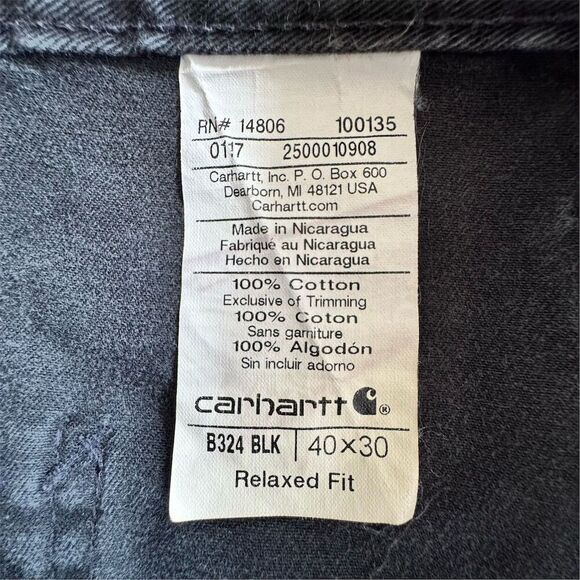 RN# 14806 100135
0117 2500010908
Carhartt, Inc. P. O. Box 600
Dearborn, MI 48121 USA
Carhartt.com
Made in Nicaragua
Fabriqué au Nicaragua
Hecho en Nicaragua
100% Cotton
Exclusive of Trimming
100% Coton
Sans garniture
100% Algodón
Sin incluir adorno
carhartt ®
B324 BLK | 40×30
Relaxed Fit